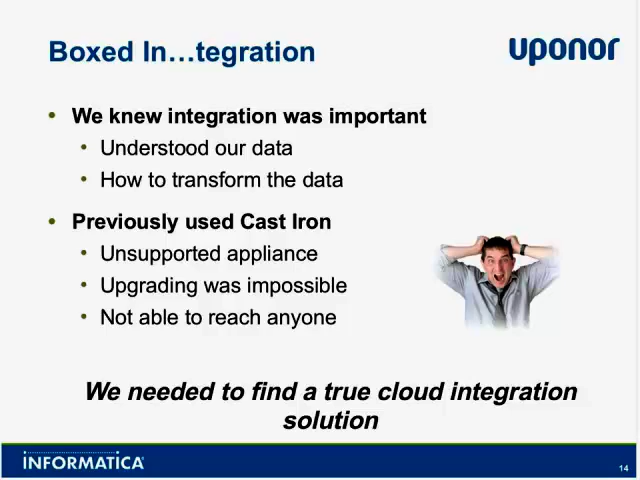 Boxed In…tegration
uponor
• We knew integration was important
• Understood our data
• How to transform the data
• Previously used Cast Iron
• Unsupported appliance
• Upgrading was impossible
• Not able to reach anyone
We needed to find a true cloud integration
solution
INFORMATICA
14